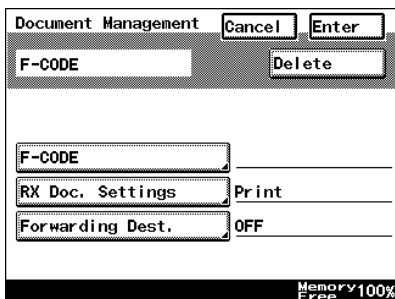 Document Management Cancel Enter
F-CODE Delete
F-CODE
RX Doc. Settings Print
Forwarding Dest. OFF
Memory Free 100%